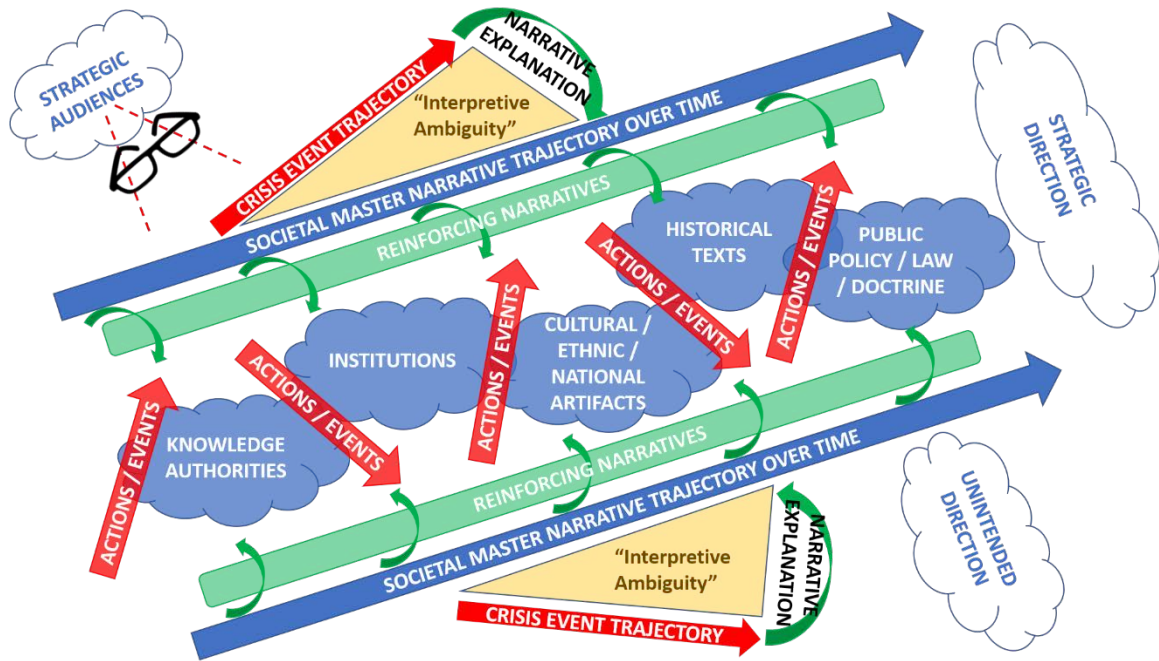 STRATEGIC
AUDIENCES
CRISIS EVENT TRAJECTORY
NARRATIVE
EXPLANATION
“Interpretive
Ambiguity”
SOCIETAL MASTER NARRATIVE TRAJECTORY OVER TIME
REINFORCING NARRATIVES
STRATEGIC
DIRECTION
HISTORICAL
TEXTS
PUBLIC
POLICY / LAW
/ DOCTRINE
ACTIONS / EVENTS
ACTIONS / EVENTS
INSTITUTIONS
CULTURAL /
ETHNIC /
NATIONAL
ARTIFACTS
ACTIONS / EVENTS
ACTIONS / EVENTS
KNOWLEDGE
AUTHORITIES
ACTIONS / EVENTS
REINFORCING NARRATIVES
SOCIETAL MASTER NARRATIVE TRAJECTORY OVER TIME
UNINTENDED
DIRECTION
“Interpretive
Ambiguity”
NARRATIVE
EXPLANATION
CRISIS EVENT TRAJECTORY